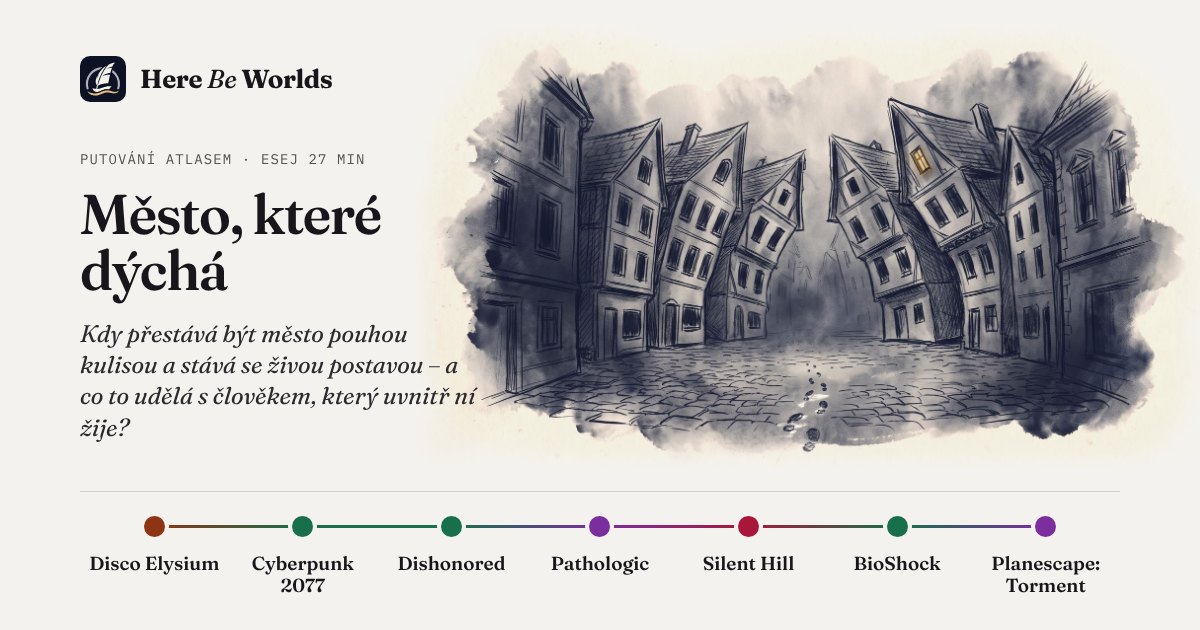 Here Be Worlds
PUTOVÁNÍ ATLASEM · ESEJ 27 MIN
Město, které
dýchá
Kdy přestává být město pouhou
kulisou a stává se živou postavou – a
co to udělá s člověkem, který uvnitř ní
žije?
Disco Elysium
Cyberpunk
2077
Dishonored
Pathologic
Silent Hill
BioShock
Planescape:
Torment